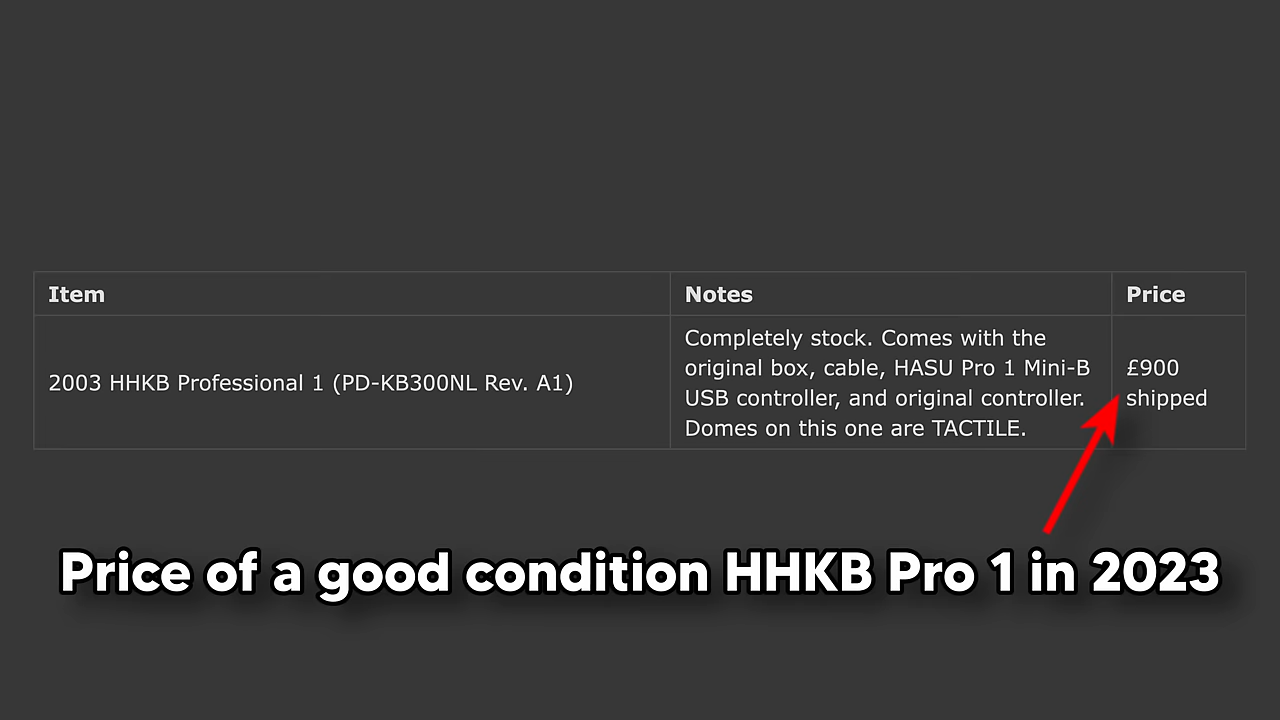 Item Notes Price
2003 HHKB Professional 1 (PD-KB300NL Rev. A1)
Completely stock. Comes with the
original box, cable, HASU Pro 1 Mini-B
USB controller, and original controller.
Domes on this one are TACTILE.
£900
shipped
Price of a good condition HHKB Pro 1 in 2023